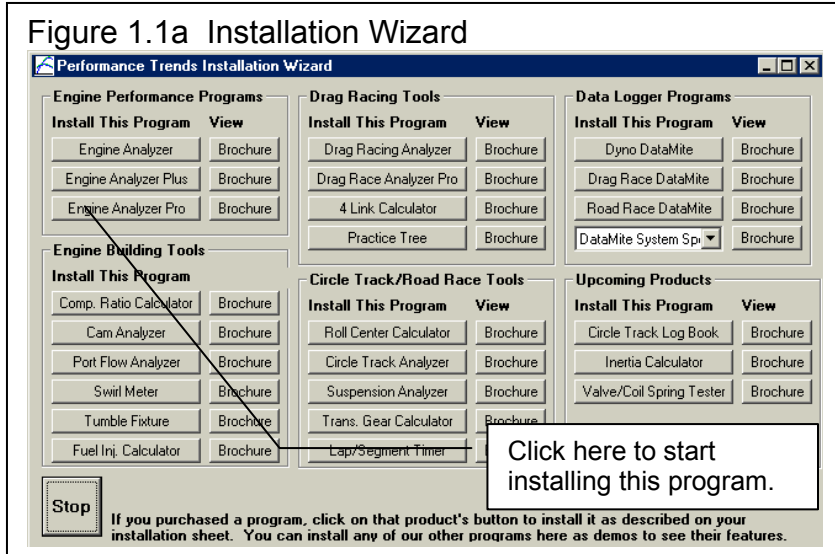 Figure 1.1a Installation Wizard
Performance Trends Installation Wizard
Engine Performance Programs
Install This Program View
Engine Analyzer Brochure
Engine Analyzer Plus Brochure
Engine Analyzer Pro Brochure
Engine Building Tools
Install This Program
Comp. Ratio Calculator Brochure
Cam Analyzer Brochure
Port Flow Analyzer Brochure
Swirl Meter Brochure
Tumble Fixture Brochure
Fuel Inj. Calculator Brochure
Drag Racing Tools
Install This Program View
Drag Racing Analyzer Brochure
Drag Race Analyzer Pro Brochure
4 Link Calculator Brochure
Practice Tree Brochure
Circle Track/Road Race Tools
Install This Program View
Roll Center Calculator Brochure
Circle Track Analyzer Brochure
Suspension Analyzer Brochure
Trans. Gear Calculator Brochure
Lap/Segment Timer
Data Logger Programs
Install This Program View
Dyno DataMite Brochure
Drag Race DataMite Brochure
Road Race DataMite Brochure
DataMite System Brochure
Upcoming Products
Install This Program View
Circle Track Log Book Brochure
Inertia Calculator Brochure
Valve/Coil Spring Tester Brochure
Click here to start
installing this program.
Stop
If you purchased a program, click on that product's button to install it as described on your
installation sheet. You can install any of our other programs here as demos to see their features.